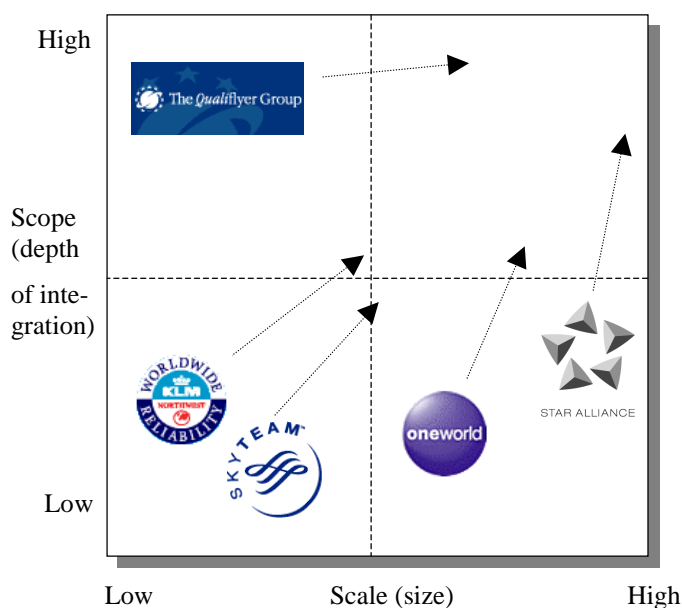 High
The Qualiflyer Group
Scope
(depth
of inte-
gration)
WORLDWIDE
KLM
NORTHWEST
RELIABILITY
SKYTEAM™
oneworld
STAR ALLIANCE
Low
Low
Scale (size)
High